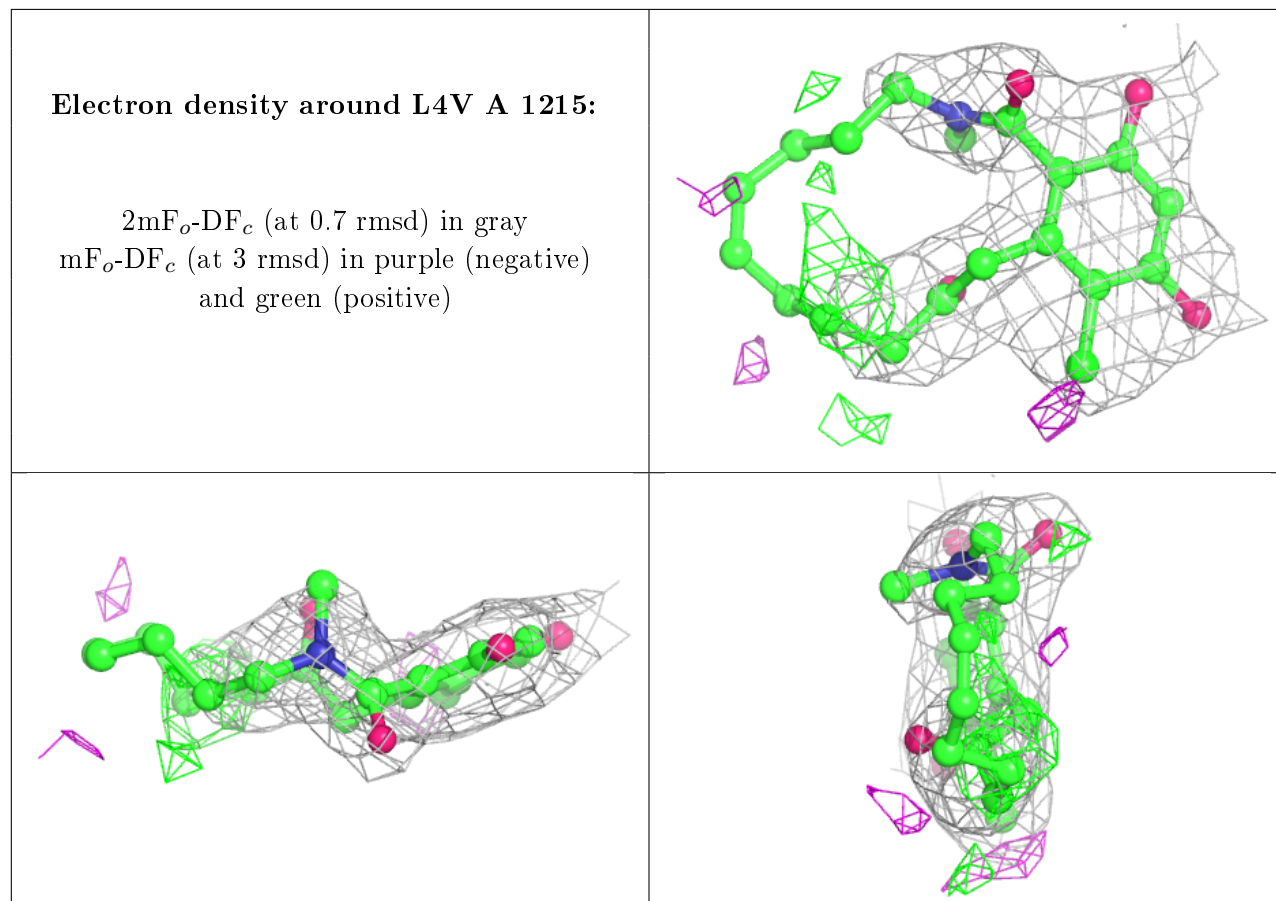 Electron density around L4V A 1215:
2mFₒ-DF𝒸 (at 0.7 rmsd) in gray
mFₒ-DF𝒸 (at 3 rmsd) in purple (negative)
and green (positive)